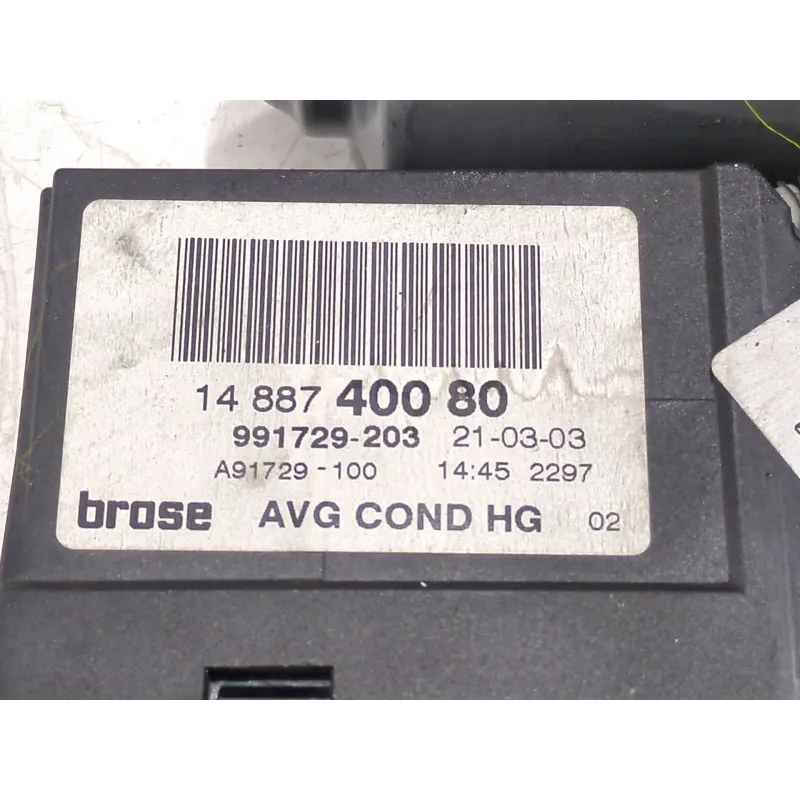 14 887 400 80
991729-203 21-03-03
A91729-100 14:45 2297
brose AVG COND HG 02